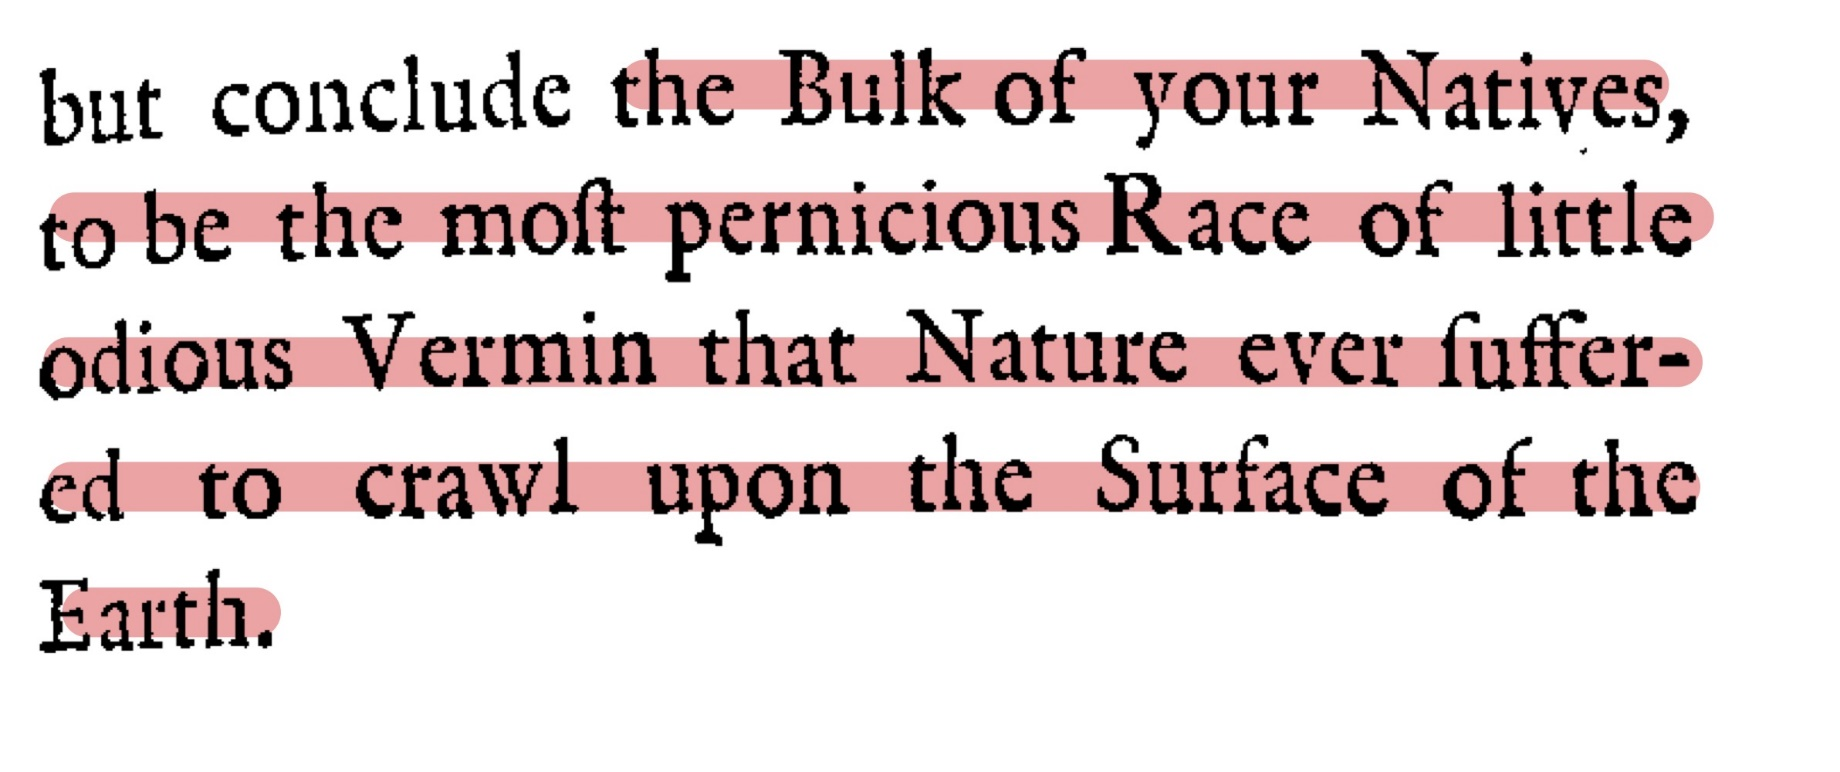 but conclude the Bulk of your Natives,
to be the moſt pernicious Race of little
odious Vermin that Nature ever ſuffer-
ed to crawl upon the Surface of the
Earth.